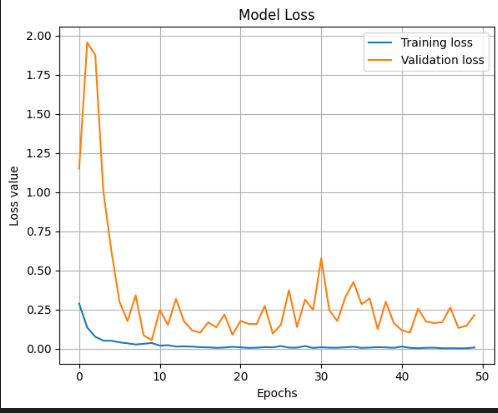 Model Loss
Training loss
Validation loss
2.00
1.75
1.50
1.25
1.00
0.75
0.50
0.25
0.00
Loss value
0 10 20 30 40 50
Epochs